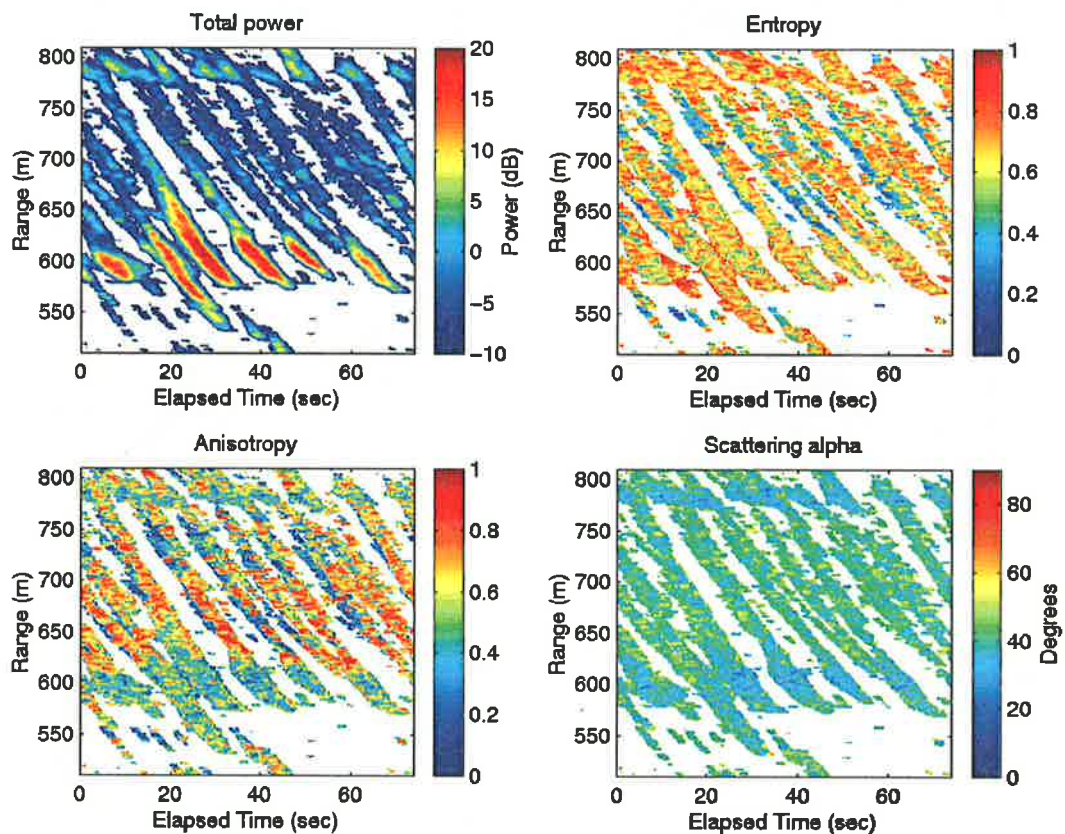 Total power
800
750
700
650
600
550
Range (m)
0 20 40 60
Elapsed Time (sec)
20
15
10
5
0
−5
−10
Power (dB)
Entropy
800
750
700
650
600
550
Range (m)
0 20 40 60
Elapsed Time (sec)
1
0.8
0.6
0.4
0.2
0
Anisotropy
800
750
700
650
600
550
Range (m)
0 20 40 60
Elapsed Time (sec)
1
0.8
0.6
0.4
0.2
0
Scattering alpha
800
750
700
650
600
550
Range (m)
0 20 40 60
Elapsed Time (sec)
80
60
40
20
0
Degrees